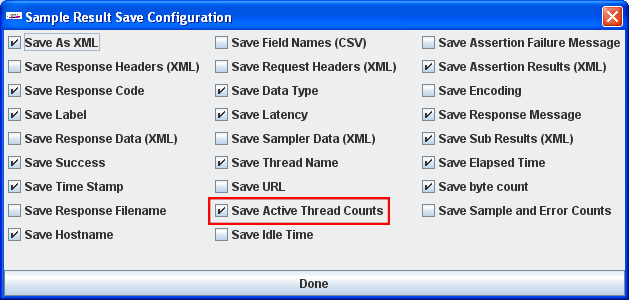 Sample Result Save Configuration
Save As XML Save Field Names (CSV) Save Assertion Failure Message
Save Response Headers (XML) Save Request Headers (XML) Save Assertion Results (XML)
Save Response Code Save Data Type Save Encoding
Save Label Save Latency Save Response Message
Save Response Data (XML) Save Sampler Data (XML) Save Sub Results (XML)
Save Success Save Thread Name Save Elapsed Time
Save Time Stamp Save URL Save byte count
Save Response Filename Save Active Thread Counts Save Sample and Error Counts
Save Hostname Save Idle Time
Done